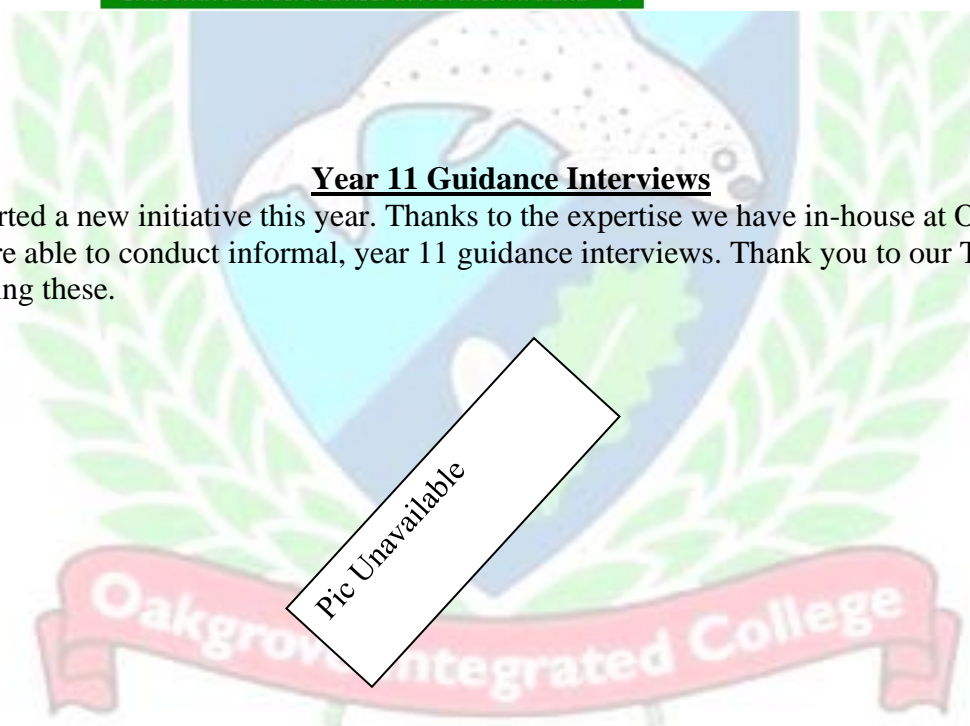 Year 11 Guidance Interviews
rted a new initiative this year. Thanks to the expertise we have in-house at O
re able to conduct informal, year 11 guidance interviews. Thank you to our T
ing these.
Pic Unavailable
Oakgrove Integrated College